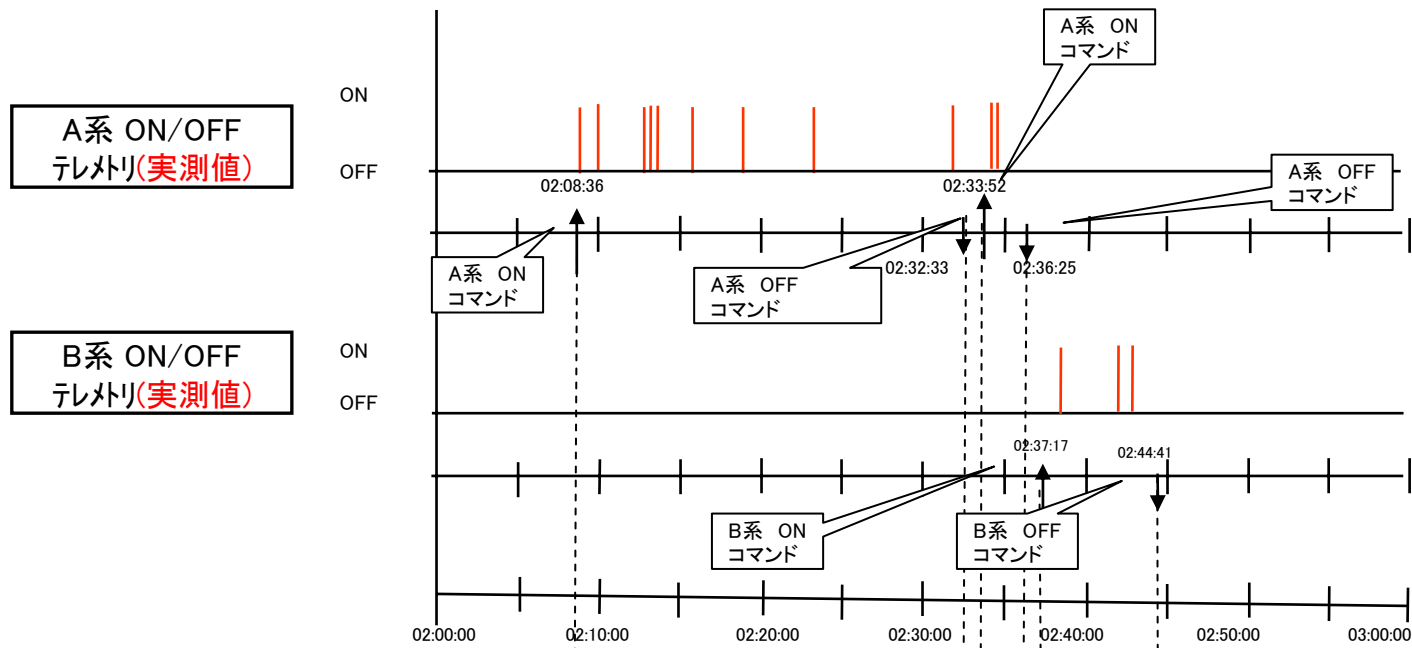 A系 ON
コマンド
ON
A系 ON/OFF
テレメトリ(実測値)
OFF
02:08:36
02:33:52
A系 OFF
コマンド
A系 ON
コマンド
A系 OFF
コマンド
02:32:33
02:36:25
B系 ON/OFF
テレメトリ(実測値)
ON
OFF
02:37:17
02:44:41
B系 ON
コマンド
B系 OFF
コマンド
02:00:00
02:10:00
02:20:00
02:30:00
02:40:00
02:50:00
03:00:00